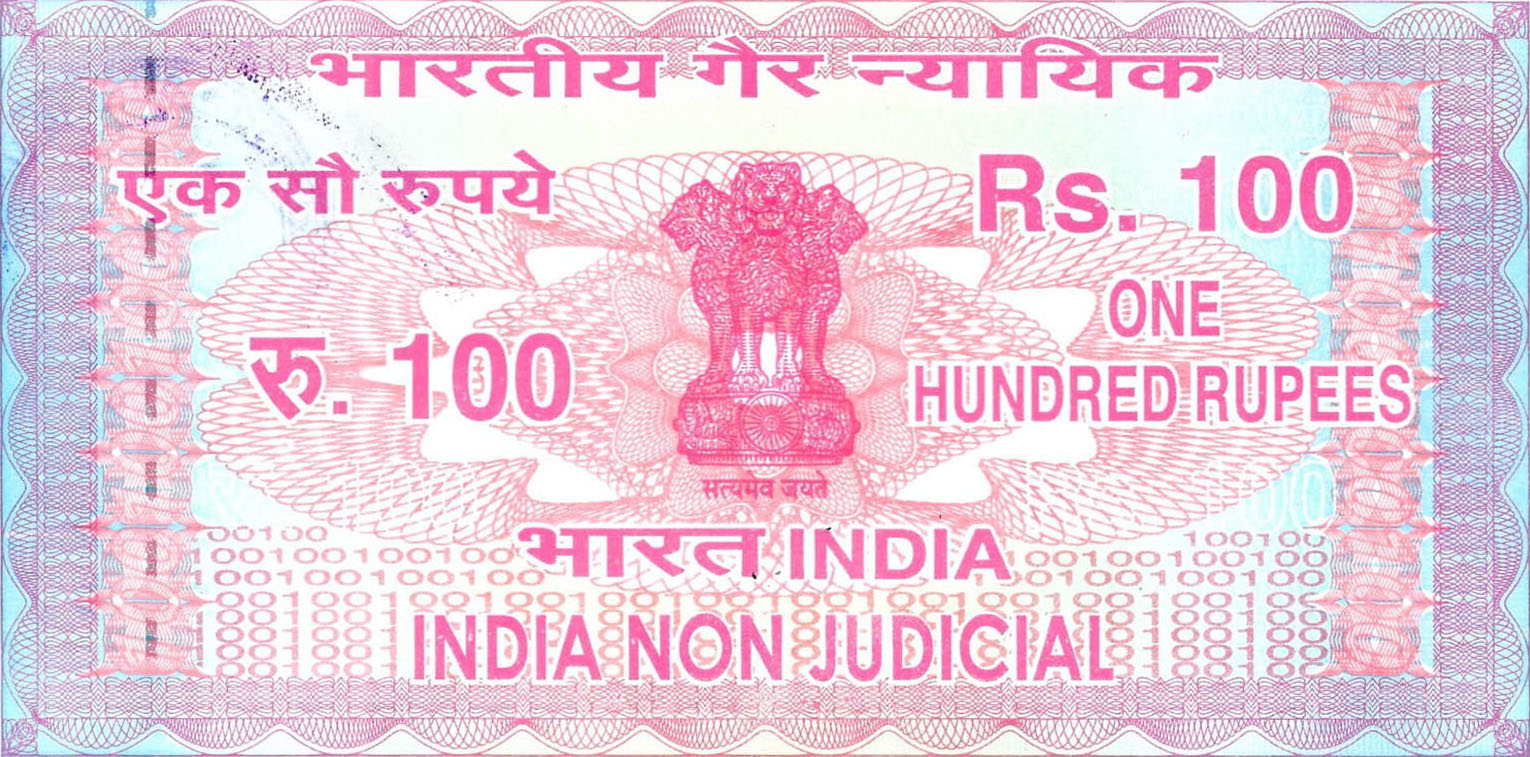 भारतीय गैर न्यायिक
एक सौ रुपये
Rs. 100
रु. 100
ONE
HUNDRED RUPEES
सत्यमेव जयते
भारत INDIA
INDIA NON JUDICIAL